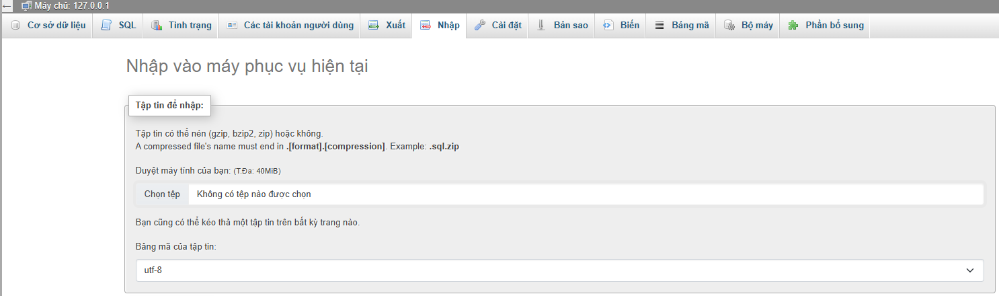 Máy chủ: 127.0.0.1
Cơ sở dữ liệu SQL Tình trạng Các tài khoản người dùng Xuất Nhập Cài đặt Bản sao Biến Bảng mã Bộ máy Phần bổ sung
Nhập vào máy phục vụ hiện tại
Tập tin để nhập:
Tập tin có thể nén (gzip, bzip2, zip) hoặc không.
A compressed file's name must end in .[format].[compression]. Example: .sql.zip
Duyệt máy tính của bạn: (T.Đa: 40MiB)
Chọn tệp Không có tệp nào được chọn
Bạn cũng có thể kéo thả một tập tin trên bất kỳ trang nào.
Bảng mã của tập tin:
utf-8